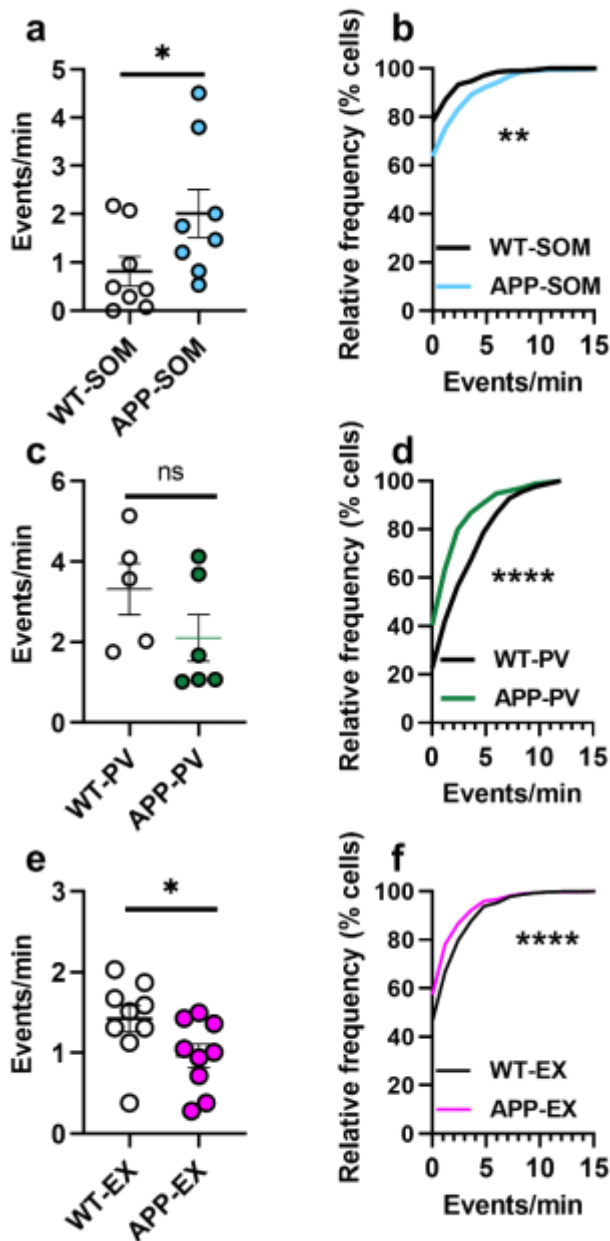 a
*
Events/min
5
4
3
2
1
0
WT-SOM
APP-SOM
b
Relative frequency (% cells)
100
80
60
40
20
0
**
WT-SOM
APP-SOM
0 5 10 15
Events/min
c
ns
Events/min
6
4
2
0
WT-PV
APP-PV
d
Relative frequency (% cells)
100
80
60
40
20
0
****
WT-PV
APP-PV
0 5 10 15
Events/min
e
*
Events/min
3
2
1
0
WT-EX
APP-EX
f
Relative frequency (% cells)
100
80
60
40
20
0
****
WT-EX
APP-EX
0 5 10 15
Events/min